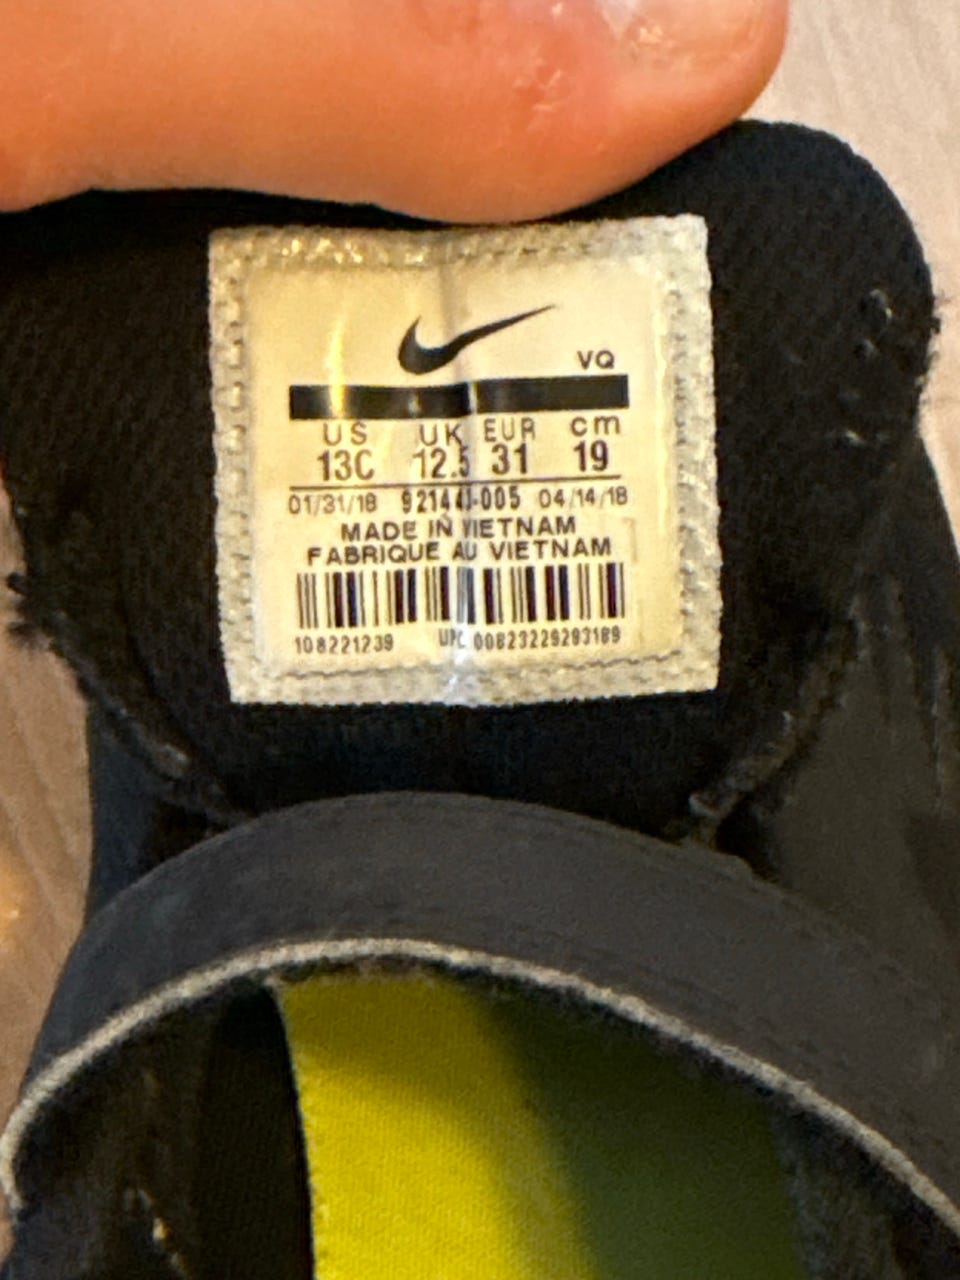 VQ
US UK EUR cm
13C 12.5 31 19
01/31/18 921443-005 04/14/18
MADE IN VIETNAM
FABRIQUE AU VIETNAM
108221239 UPC 00823229293189